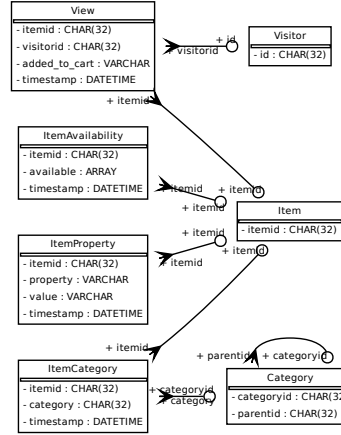 View
- itemid : CHAR(32)
- visitorid : CHAR(32)
- added_to_cart : VARCHAR
- timestamp : DATETIME
+ id
+ visitorid
Visitor
- id : CHAR(32)
+ itemid
ItemAvailability
- itemid : CHAR(32)
- available : ARRAY
- timestamp : DATETIME
+ itemid
+ itemid
+ itemid
Item
- itemid : CHAR(32)
ItemProperty
- itemid : CHAR(32)
- property : VARCHAR
- value : VARCHAR
- timestamp : DATETIME
+ itemid
+ itemid
+ itemid
+ itemid
ItemCategory
- itemid : CHAR(32)
- category : CHAR(32)
- timestamp : DATETIME
+ categoryid
+ category
+ parentid
+ categoryid
Category
- categoryid : CHAR(32
- parentid : CHAR(32)